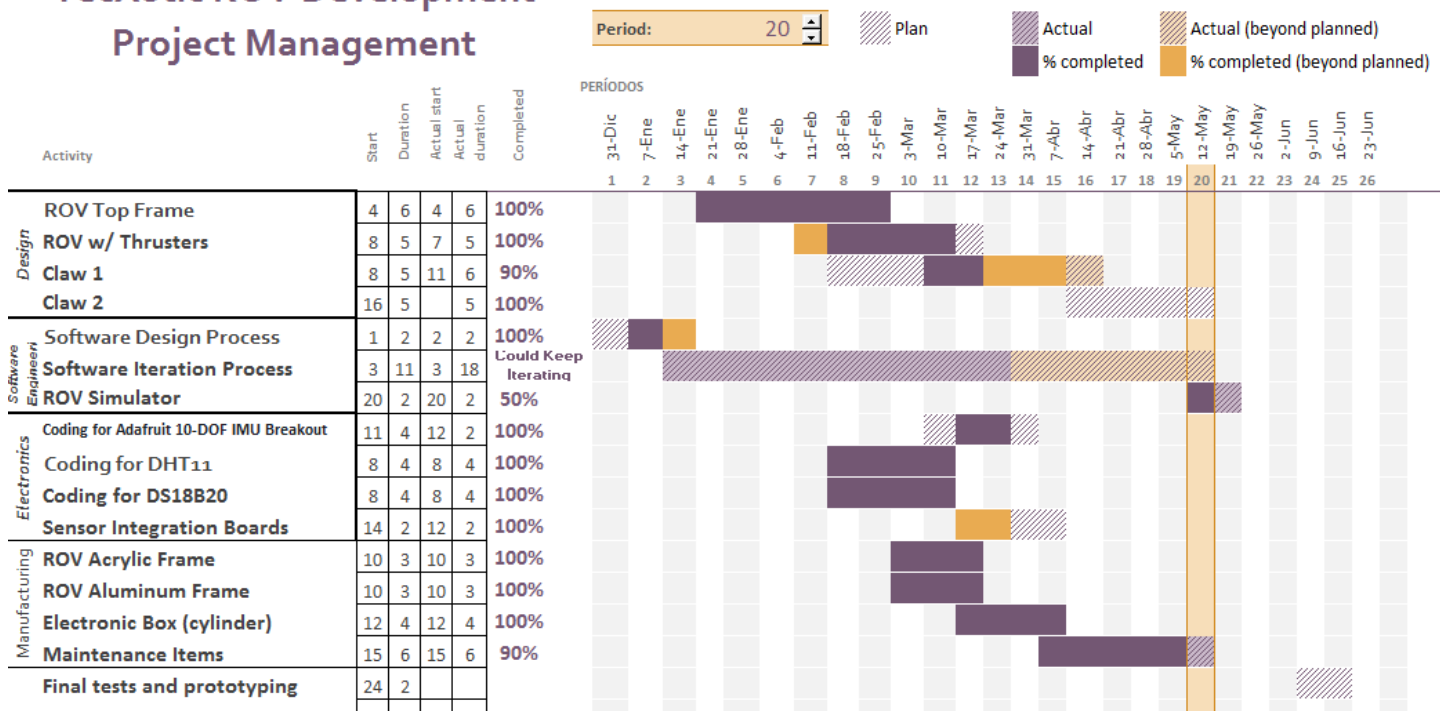 Project Management
Period: 20
Plan
Actual
Actual (beyond planned)
% completed
% completed (beyond planned)
PERÍODOS
Activity Start Duration Actual start Actual duration Completed
31-Dic 7-Ene 14-Ene 21-Ene 28-Ene 4-Feb 11-Feb 18-Feb 25-Feb 3-Mar 10-Mar 17-Mar 24-Mar 31-Mar 7-Abr 14-Abr 21-Abr 28-Abr 5-May 12-May 19-May 26-May 2-Jun 9-Jun 16-Jun 23-Jun
1 2 3 4 5 6 7 8 9 10 11 12 13 14 15 16 17 18 19 20 21 22 23 24 25 26
Design
ROV Top Frame 4 6 4 6 100%
ROV w/ Thrusters 8 5 7 5 100%
Claw 1 8 5 11 6 90%
Claw 2 16 5 5 100%
Software
Engineeri
Software Design Process 1 2 2 2 100%
Software Iteration Process 3 11 3 18 Could Keep Iterating
ROV Simulator 20 2 20 2 50%
Electronics
Coding for Adafruit 10-DOF IMU Breakout 11 4 12 2 100%
Coding for DHT11 8 4 8 4 100%
Coding for DS18B20 8 4 8 4 100%
Sensor Integration Boards 14 2 12 2 100%
Manufacturing
ROV Acrylic Frame 10 3 10 3 100%
ROV Aluminum Frame 10 3 10 3 100%
Electronic Box (cylinder) 12 4 12 4 100%
Maintenance Items 15 6 15 6 90%
Final tests and prototyping 24 2